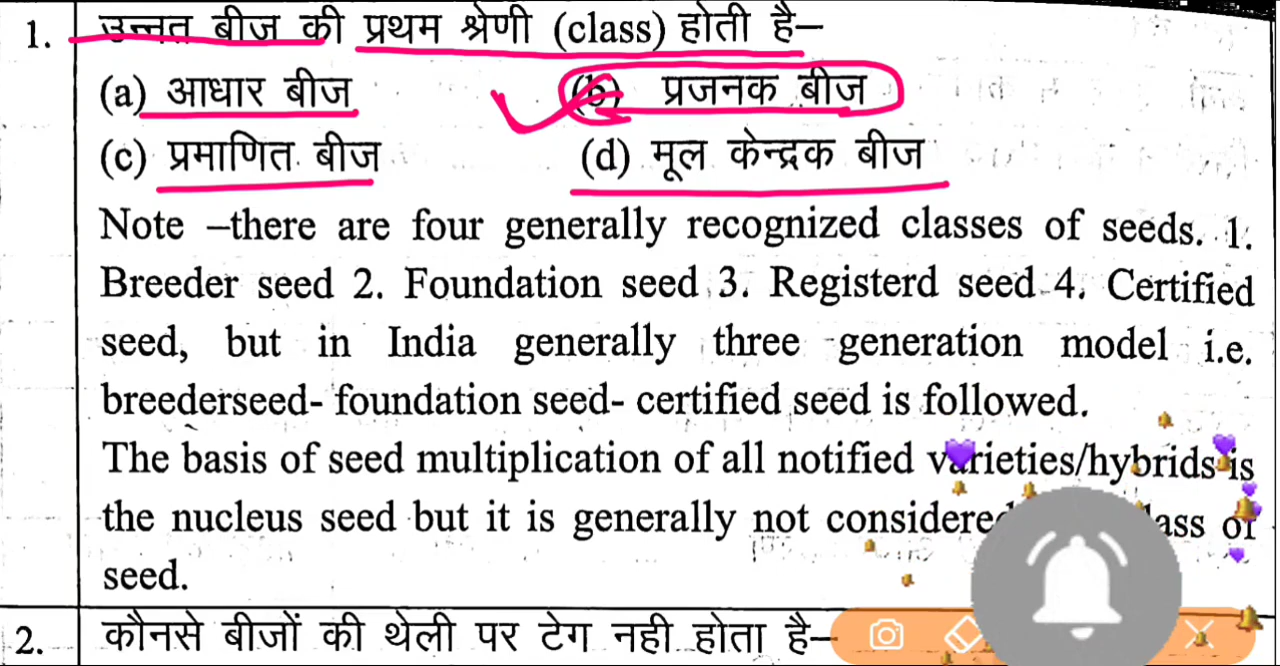 1. उन्नत बीज की प्रथम श्रेणी (class) होती है–
(a) आधार बीज (b) प्रजनक बीज
(c) प्रमाणित बीज (d) मूल केन्द्रक बीज
Note –there are four generally recognized classes of seeds. 1.
Breeder seed 2. Foundation seed 3. Registerd seed 4. Certified
seed, but in India generally three generation model i.e.
breederseed- foundation seed- certified seed is followed.
The basis of seed multiplication of all notified varieties/hybrids is
the nucleus seed but it is generally not of
seed.
2. कौनसे बीजों की थेली पर टेग नही होता है–